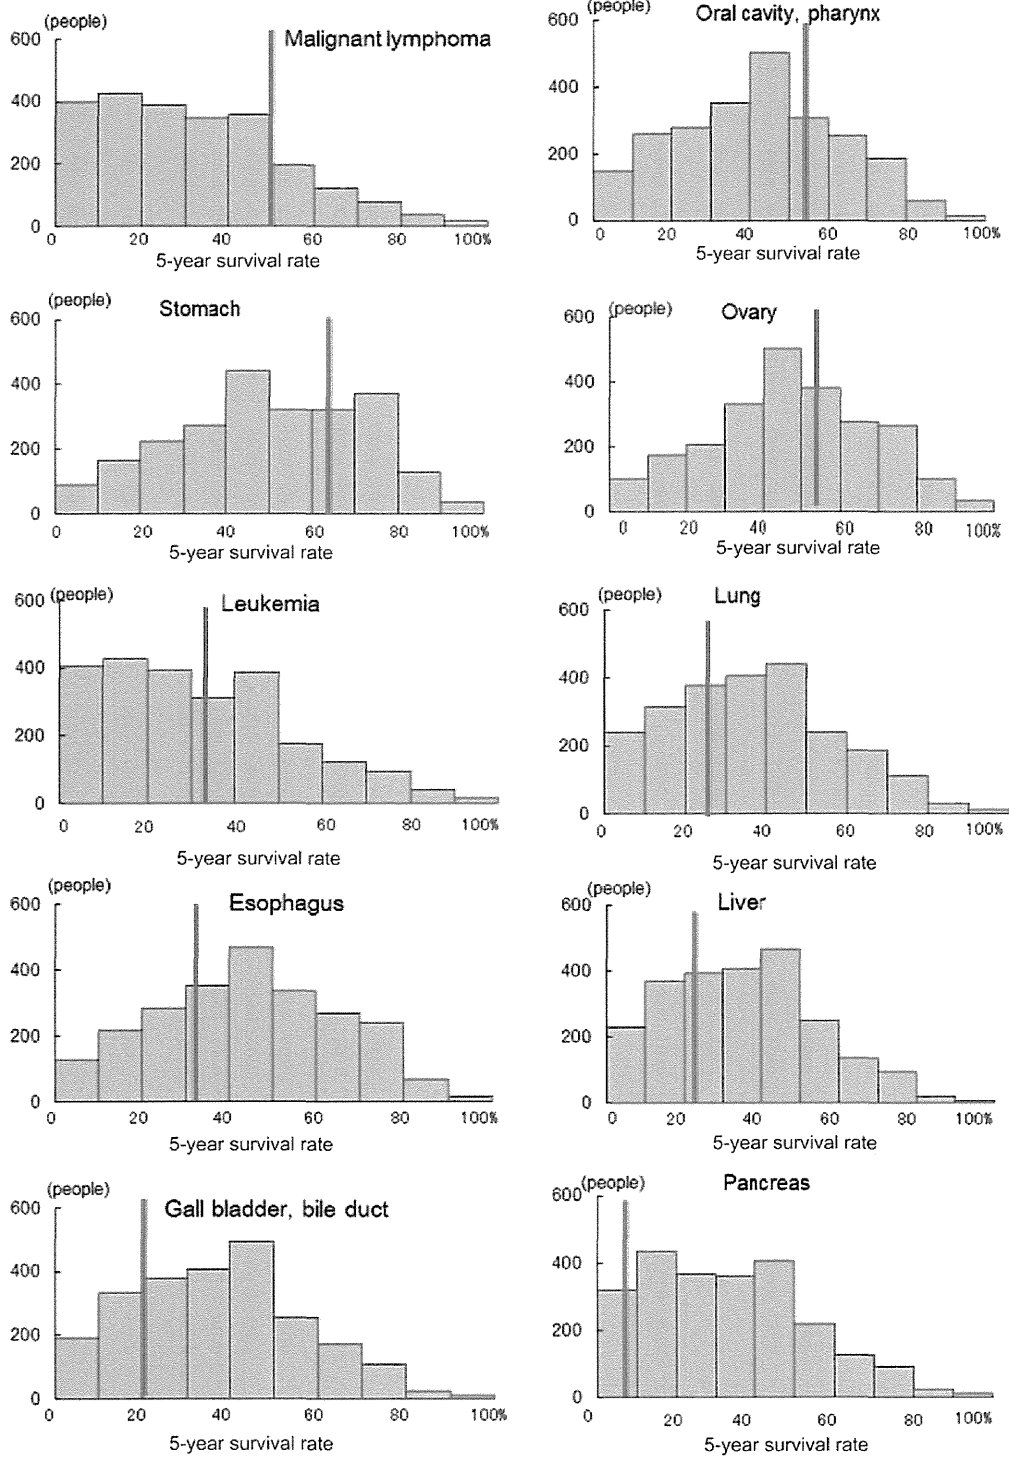 (people)
Malignant lymphoma
600
400
200
0
0 20 40 60 80 100%
5-year survival rate
(people)
Oral cavity, pharynx
600
400
200
0
0 20 40 60 80 100%
5-year survival rate
(people)
Stomach
600
400
200
0
0 20 40 60 80 100%
5-year survival rate
(people)
Ovary
600
400
200
0
0 20 40 60 80 100%
5-year survival rate
(people)
Leukemia
600
400
200
0
0 20 40 60 80 100%
5-year survival rate
(people)
Lung
600
400
200
0
0 20 40 60 80 100%
5-year survival rate
(people)
Esophagus
600
400
200
0
0 20 40 60 80 100%
5-year survival rate
(people)
Liver
600
400
200
0
0 20 40 60 80 100%
5-year survival rate
(people)
Gall bladder, bile duct
600
400
200
0
0 20 40 60 80 100%
5-year survival rate
(people)
Pancreas
600
400
200
0
0 20 40 60 80 100%
5-year survival rate